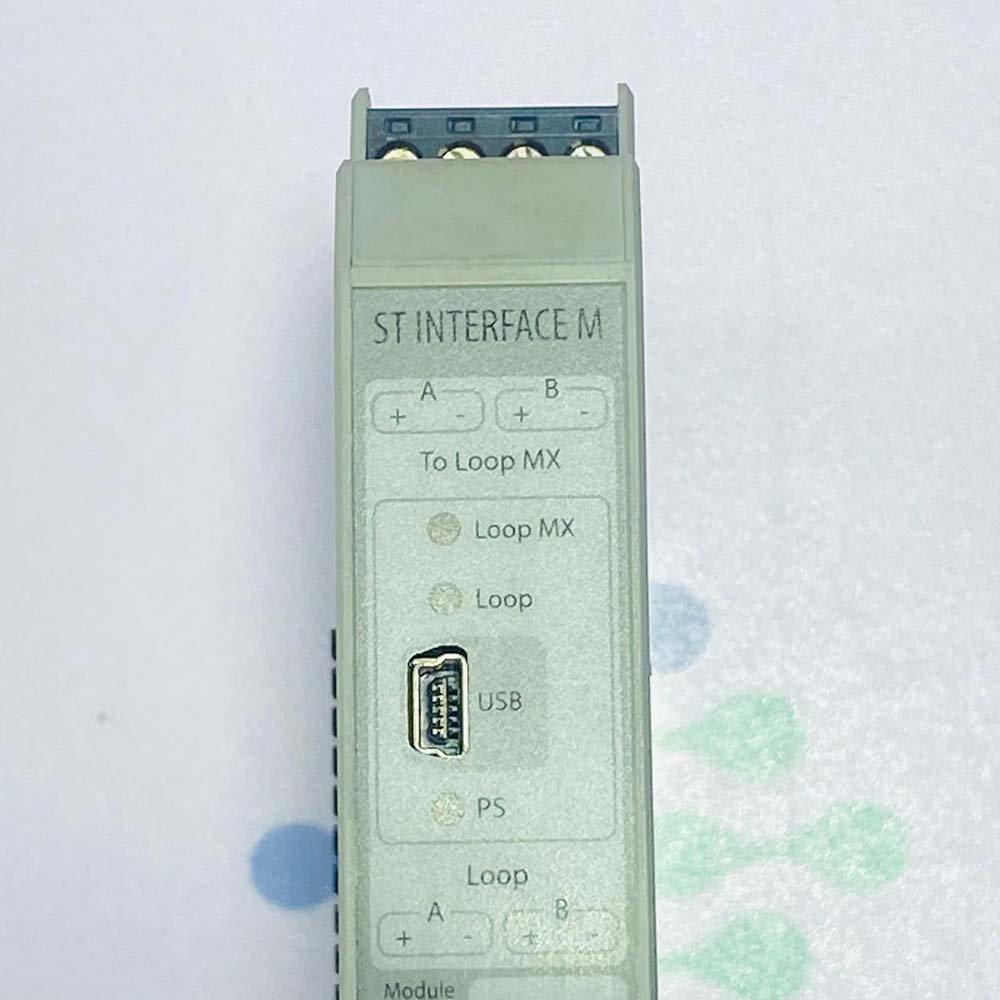 ST INTERFACE M
A B
+ - + -
To Loop MX
Loop MX
Loop
USB
PS
Loop
A B
+ - + -
Module